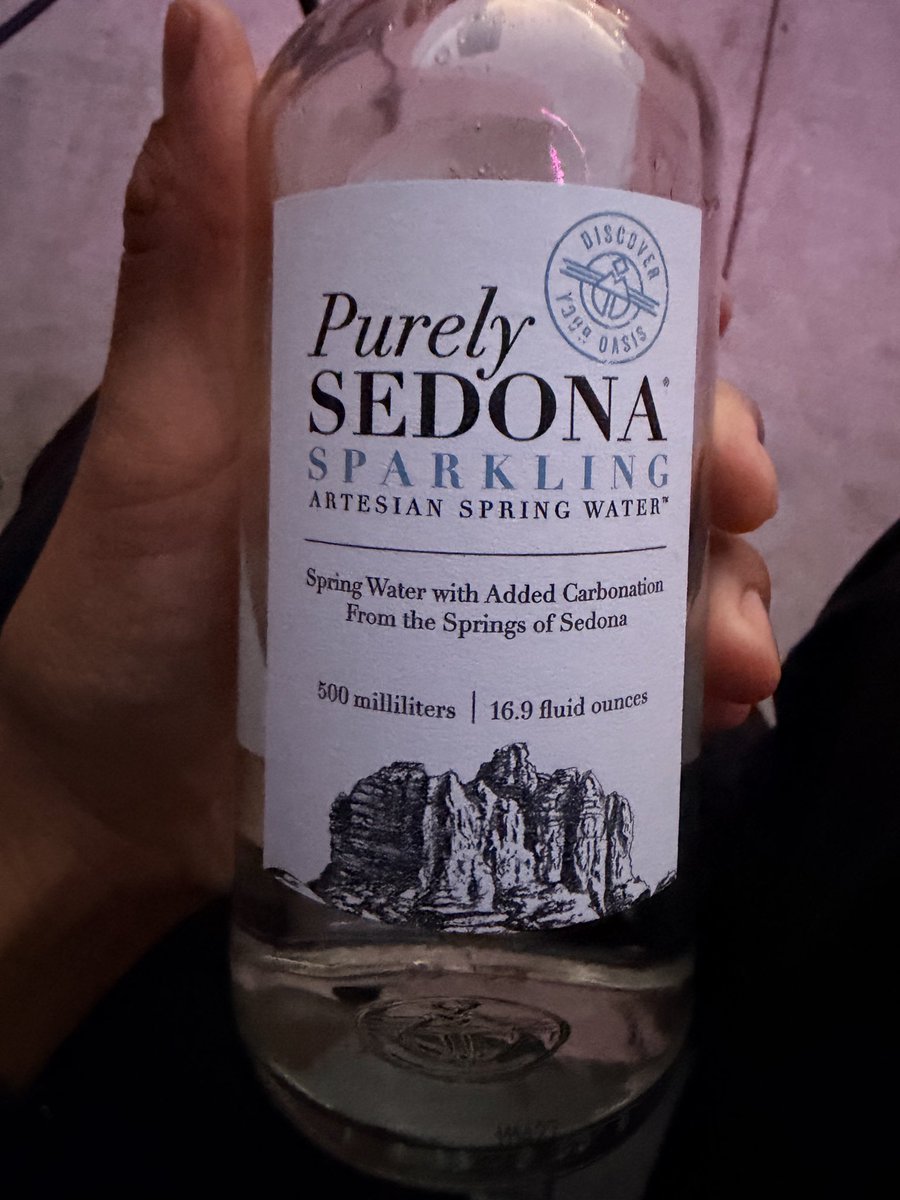 DISCOVER
OASIS
Purely
SEDONA®
SPARKLING
ARTESIAN SPRING WATER™
Spring Water with Added Carbonation
From the Springs of Sedona
500 milliliters | 16.9 fluid ounces